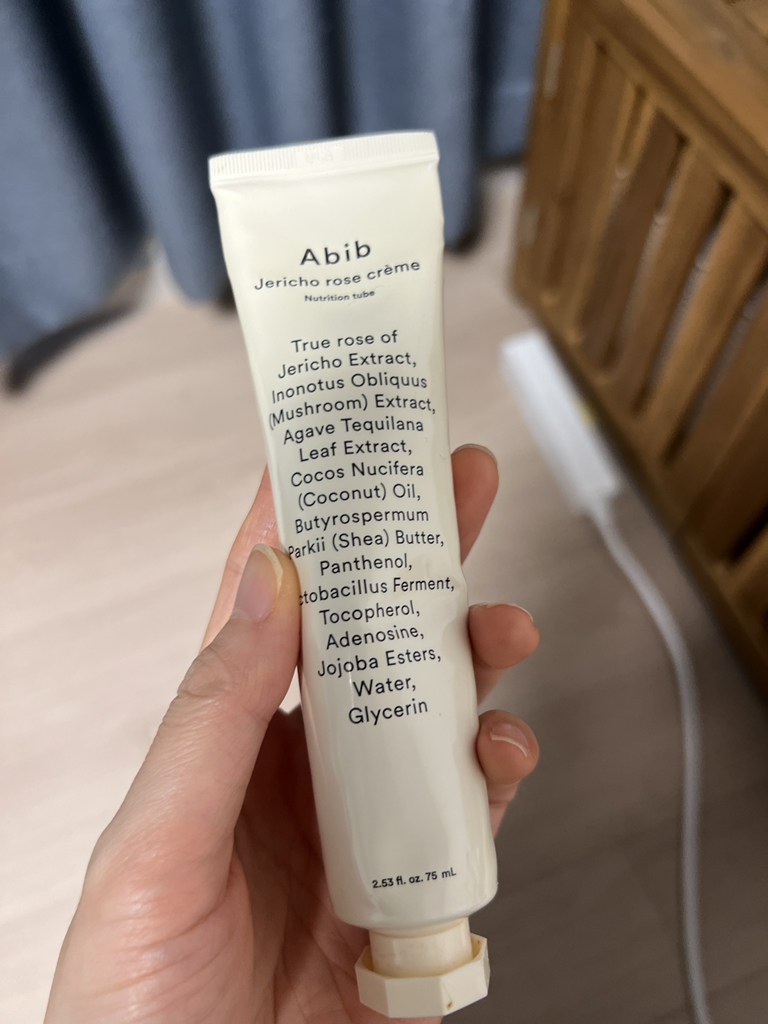 Abib
Jericho rose crème
Nutrition tube
True rose of
Jericho Extract,
Inonotus Obliquus
(Mushroom) Extract,
Agave Tequilana
Leaf Extract,
Cocos Nucifera
(Coconut) Oil,
Butyrospermum
Parkii (Shea) Butter,
Panthenol,
ctobacillus Ferment,
Tocopherol,
Adenosine,
Jojoba Esters,
Water,
Glycerin
2.53 fl. oz. 75 mL